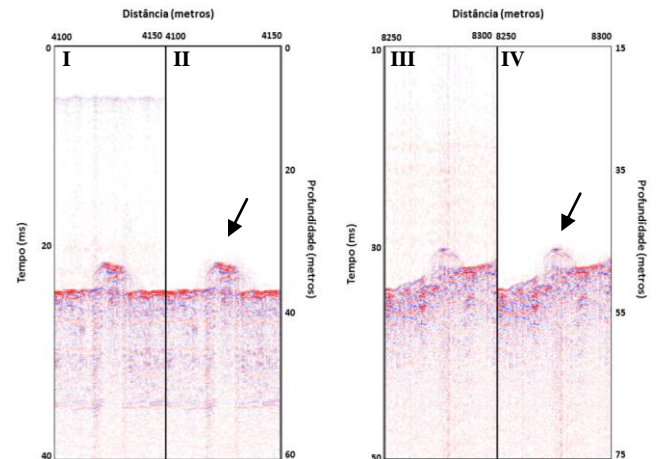 Distância (metros)
4100 4150 4100 4150
I II
0 0
20
20
40
40 60
Tempo (ms)
Profundidade (metros)
Distância (metros)
8250 8300 8250 8300
III IV
10 15
35
30
55
50 75
Tempo (ms)
Profundidade (metros)